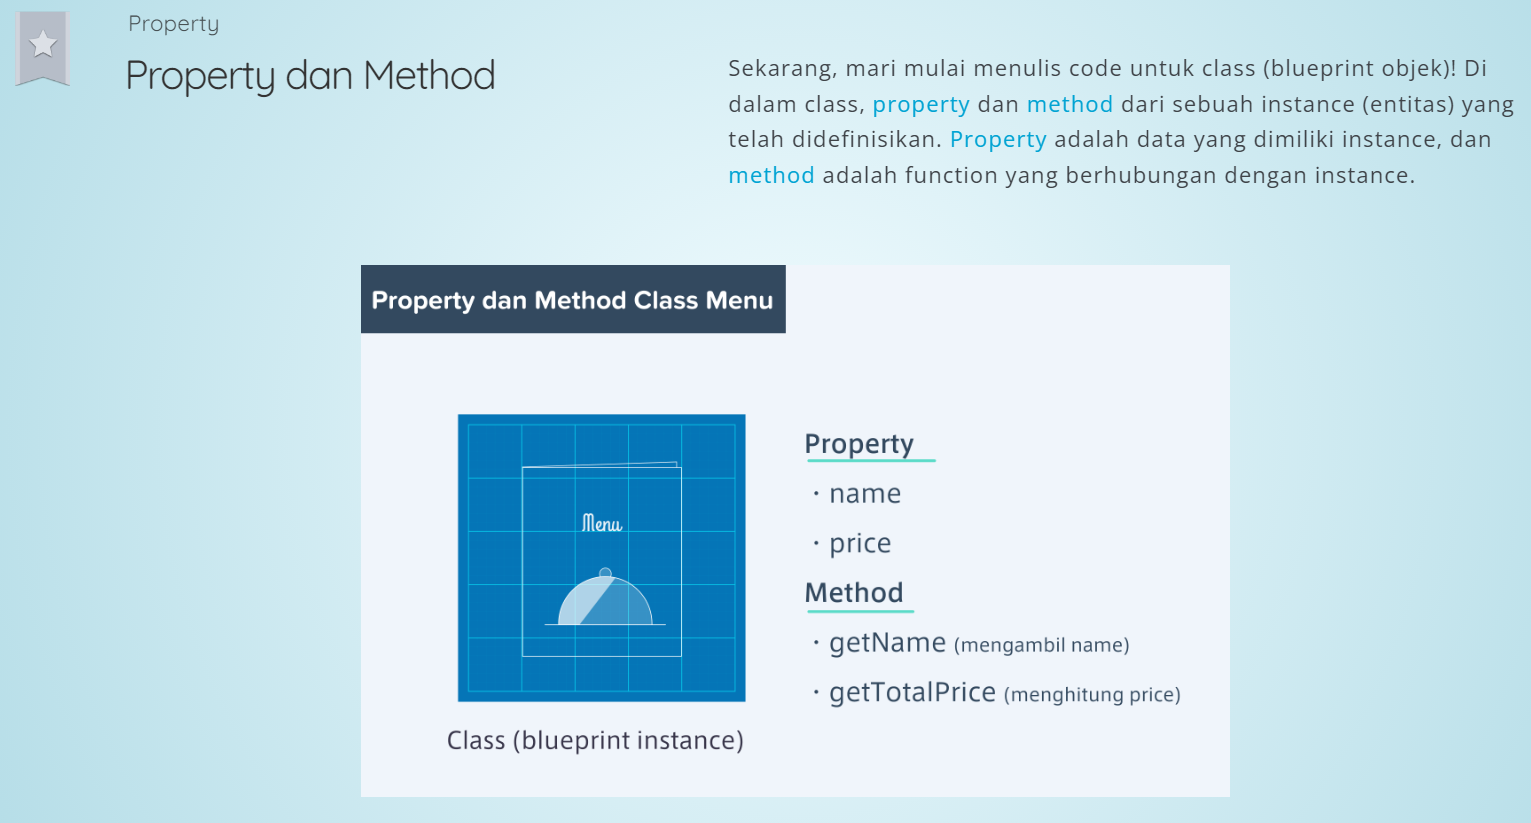 Property
Property dan Method
Sekarang, mari mulai menulis code untuk class (blueprint objek)! Di
dalam class, property dan method dari sebuah instance (entitas) yang
telah didefinisikan. Property adalah data yang dimiliki instance, dan
method adalah function yang berhubungan dengan instance.
Property dan Method Class Menu
Menu
Class (blueprint instance)
Property
・name
・price
Method
・getName (mengambil name)
・getTotalPrice (menghitung price)